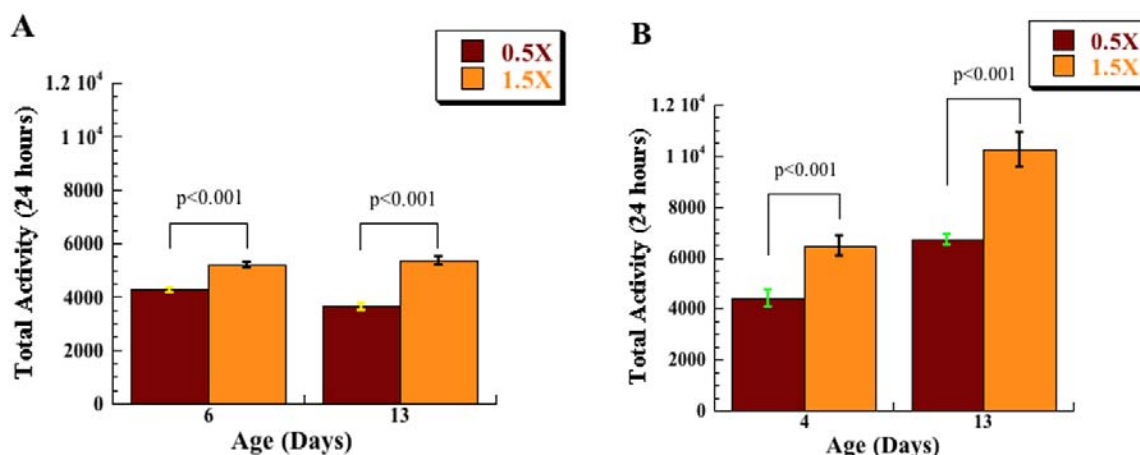 A
0.5X
1.5X
1.2 10⁴
1 10⁴
8000
6000
4000
2000
0
Total Activity (24 hours)
p<0.001
p<0.001
6
13
Age (Days)
B
0.5X
1.5X
1.2 10⁴
1 10⁴
8000
6000
4000
2000
0
Total Activity (24 hours)
p<0.001
p<0.001
4
13
Age (Days)